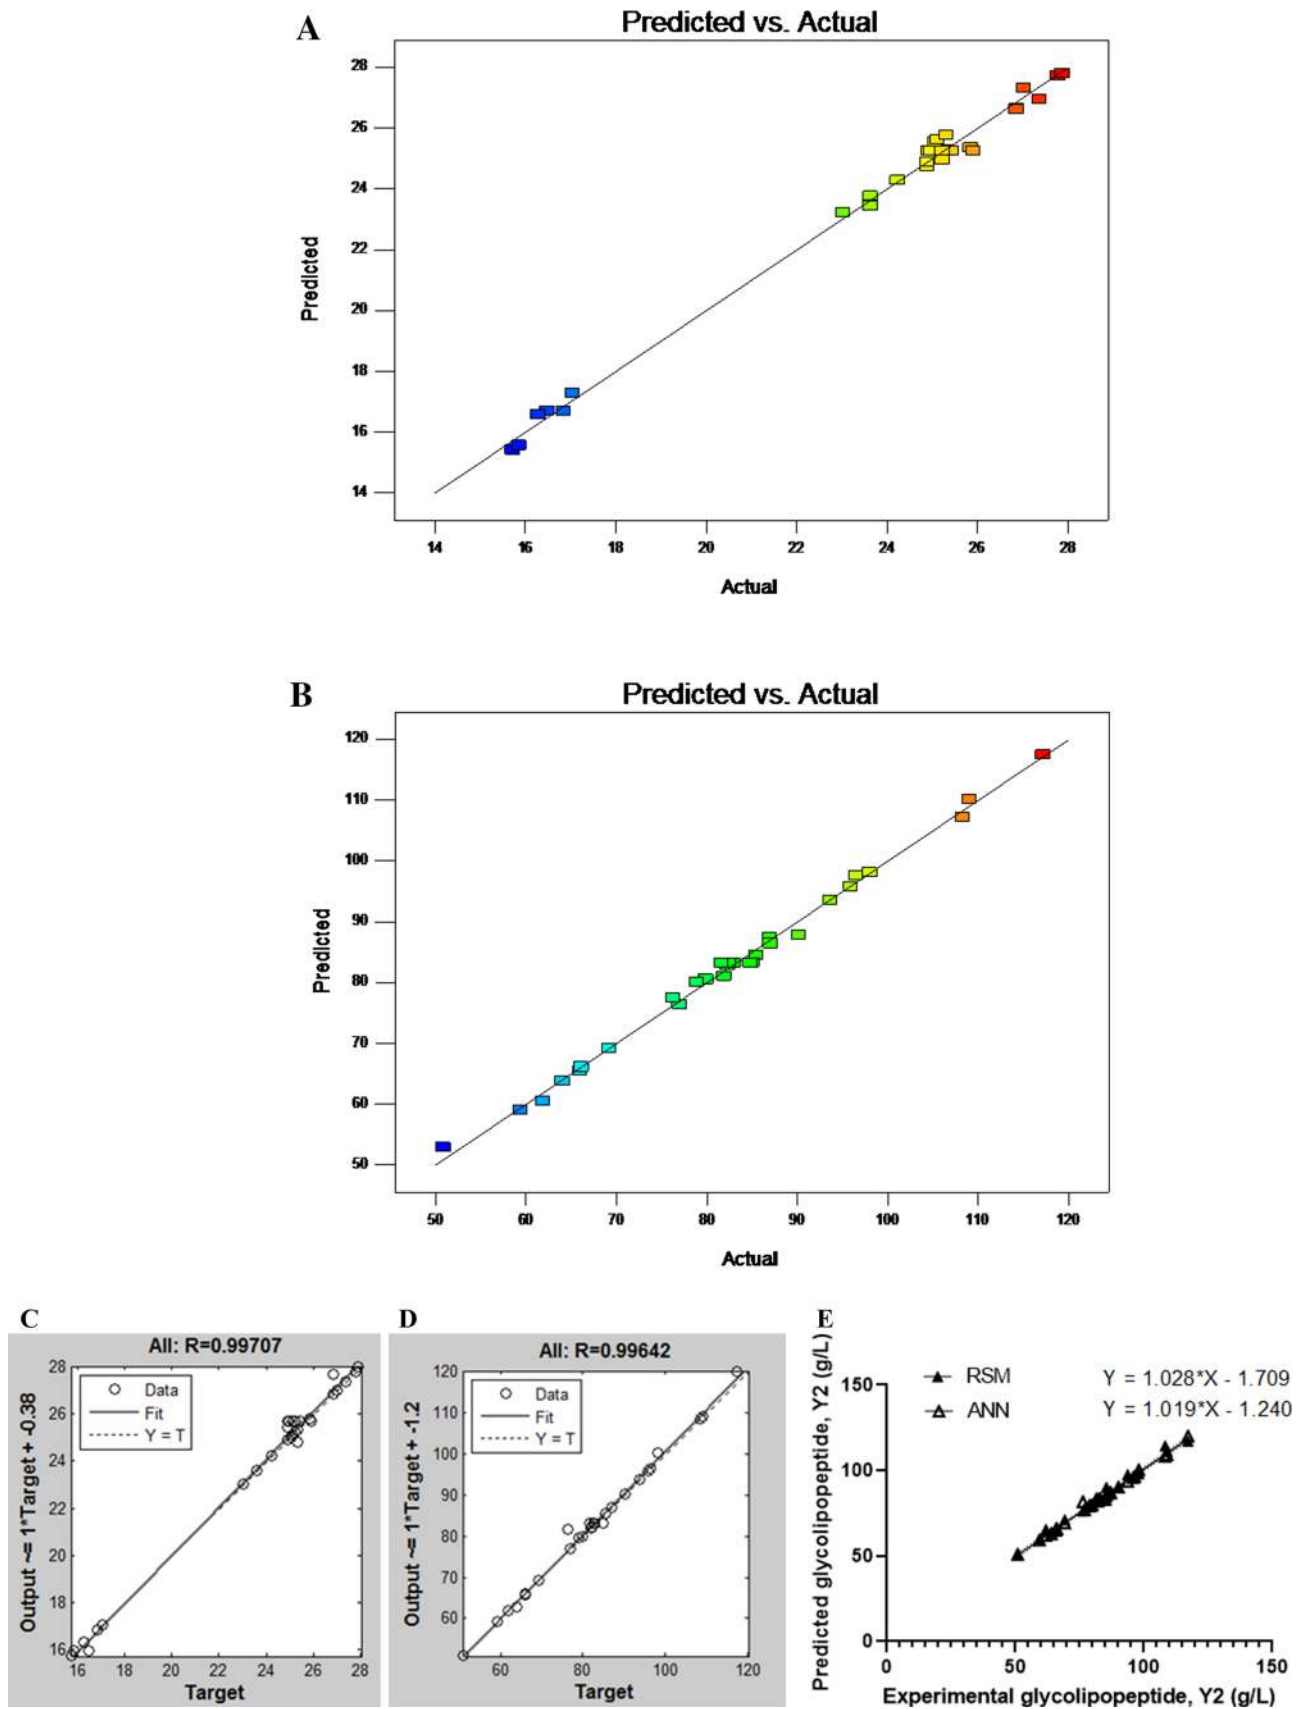 A
Predicted vs. Actual
28
26
24
22
20
18
16
14
Predicted
14 16 18 20 22 24 26 28
Actual
B
Predicted vs. Actual
120
110
100
90
80
70
60
50
Predicted
50 60 70 80 90 100 110 120
Actual
C
All: R=0.99707
Data
Fit
Y = T
28
26
24
22
20
18
16
Output ~= 1*Target + -0.38
16 18 20 22 24 26 28
Target
D
All: R=0.99642
Data
Fit
Y = T
120
110
100
90
80
70
60
Output ~= 1*Target + -1.2
60 80 100 120
Target
E
RSM Y = 1.028*X - 1.709
ANN Y = 1.019*X - 1.240
150
100
50
0
Predicted glycolipopeptide, Y2 (g/L)
0 50 100 150
Experimental glycolipopeptide, Y2 (g/L)